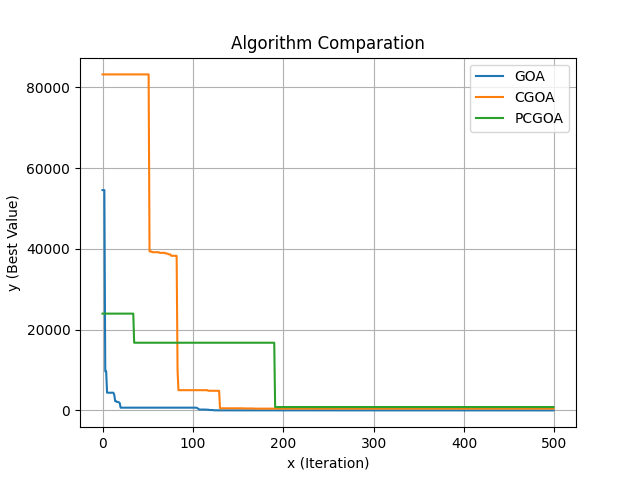 Algorithm Comparation
GOA
CGOA
PCGOA
y (Best Value)
80000
60000
40000
20000
0
0 100 200 300 400 500
x (Iteration)